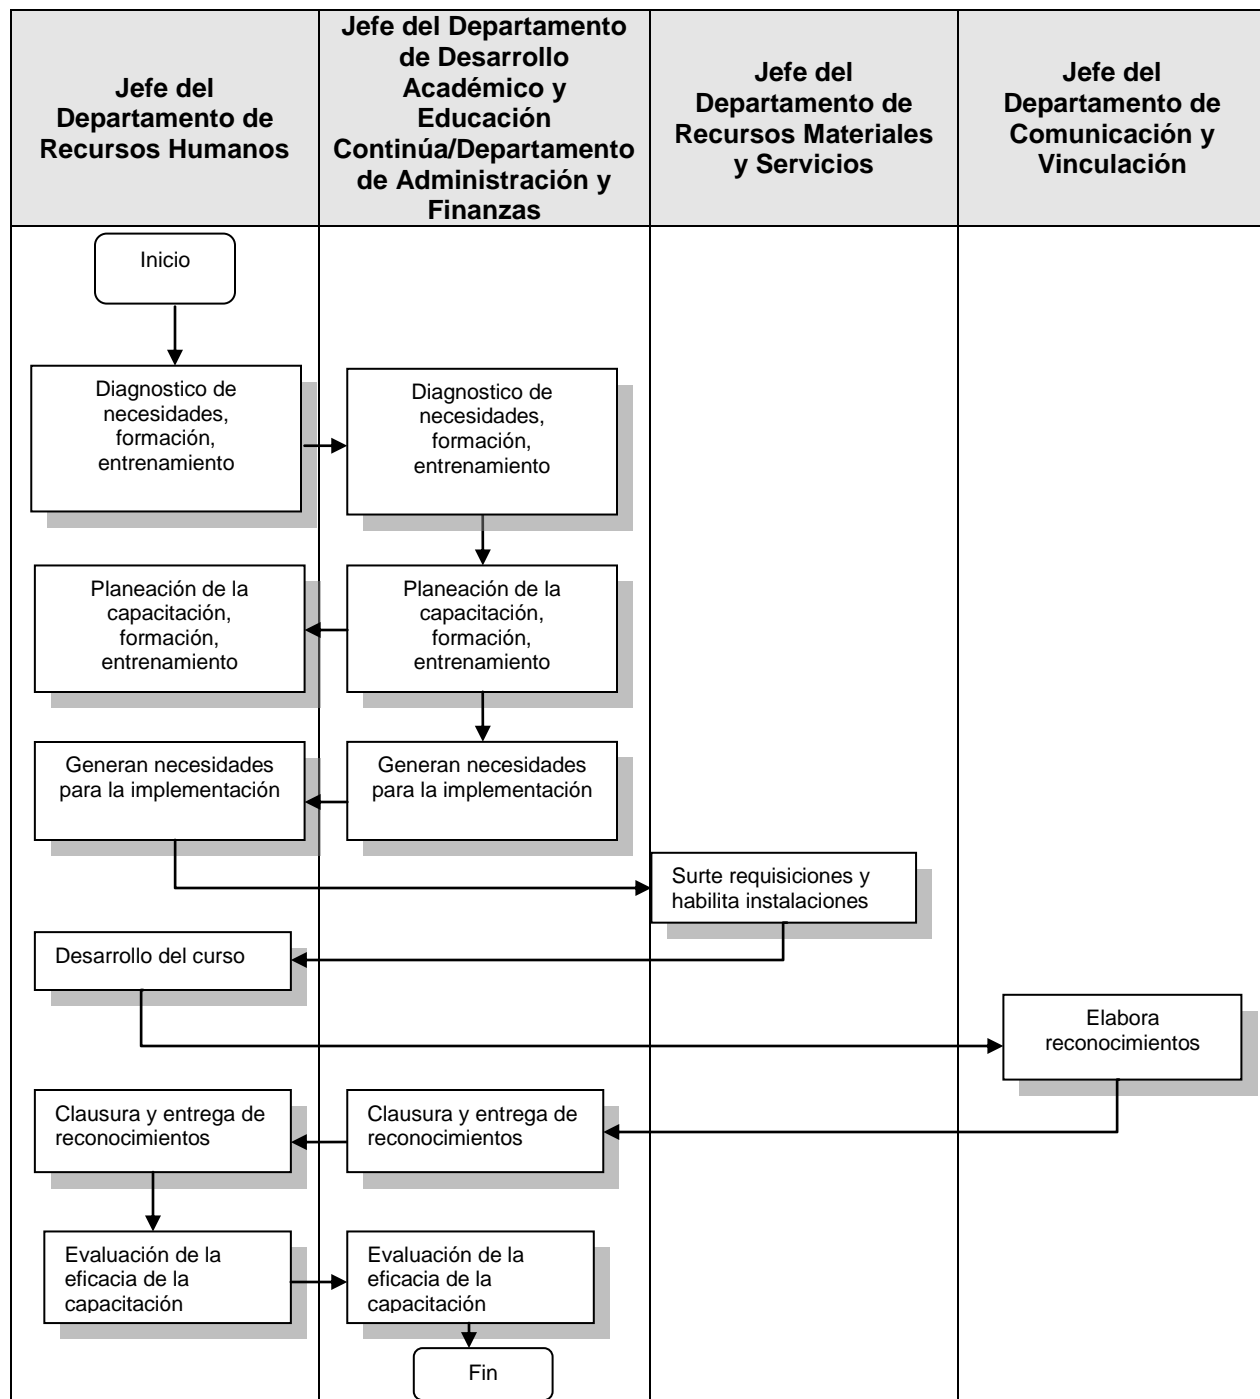 Jefe del
Departamento de
Recursos Humanos
Jefe del Departamento
de Desarrollo
Académico y
Educación
Continúa/Departamento
de Administración y
Finanzas
Jefe del
Departamento de
Recursos Materiales
y Servicios
Jefe del
Departamento de
Comunicación y
Vinculación
Inicio
Diagnostico de
necesidades,
formación,
entrenamiento
Diagnostico de
necesidades,
formación,
entrenamiento
Planeación de la
capacitación,
formación,
entrenamiento
Planeación de la
capacitación,
formación,
entrenamiento
Generan necesidades
para la implementación
Generan necesidades
para la implementación
Surte requisiciones y
habilita instalaciones
Desarrollo del curso
Elabora
reconocimientos
Clausura y entrega de
reconocimientos
Clausura y entrega de
reconocimientos
Evaluación de la
eficacia de la
capacitación
Evaluación de la
eficacia de la
capacitación
Fin